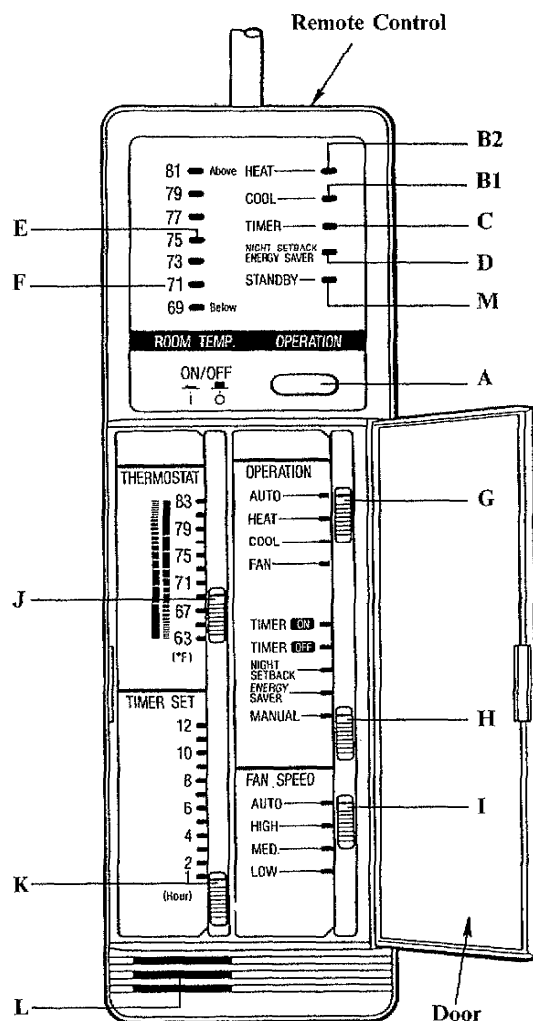 Remote Control
B2
B1
C
D
M
A
E
F
81 Above HEAT
79
COOL
77
TIMER
75
NIGHT SETBACK
ENERGY SAVER
73
71
STANDBY
69 Below
ROOM TEMP. OPERATION
ON/OFF
THERMOSTAT
83
79
75
71
67
63
(°F)
TIMER SET
12
10
8
6
4
2
1
(Hour)
OPERATION
AUTO
HEAT
COOL
FAN
TIMER ON
TIMER OFF
NIGHT
SETBACK
ENERGY
SAVER
MANUAL
FAN SPEED
AUTO
HIGH
MED.
LOW
G
J
H
I
K
L
Door